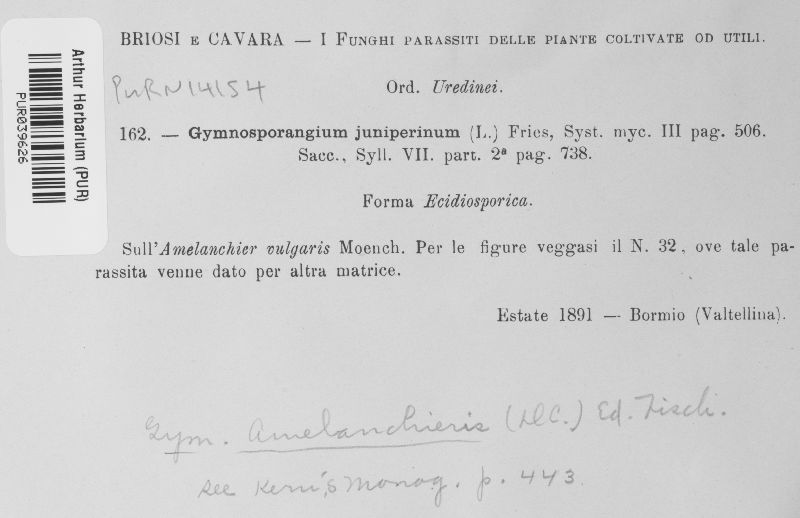 BRIOSI E CAVARA — I FUNGHI PARASSITI DELLE PIANTE COLTIVATE OD UTILI.
Arthur Herbarium (PUR)
PUR039626
PURN14154
Ord. Uredinei.
162. — Gymnosporangium juniperinum (L.) Fries, Syst. myc. III pag. 506.
Sacc., Syll. VII. part. 2ª pag. 738.
Forma Ecidiosporica.
Sull'Amelanchier vulgaris Moench. Per le figure veggasi il N. 32, ove tale pa-
rassita venne dato per altra matrice.
Estate 1891 — Bormio (Valtellina).
Gym. Amelanchieris (DC.) Ed. Fisch.
see Kern's Monog. p. 443.